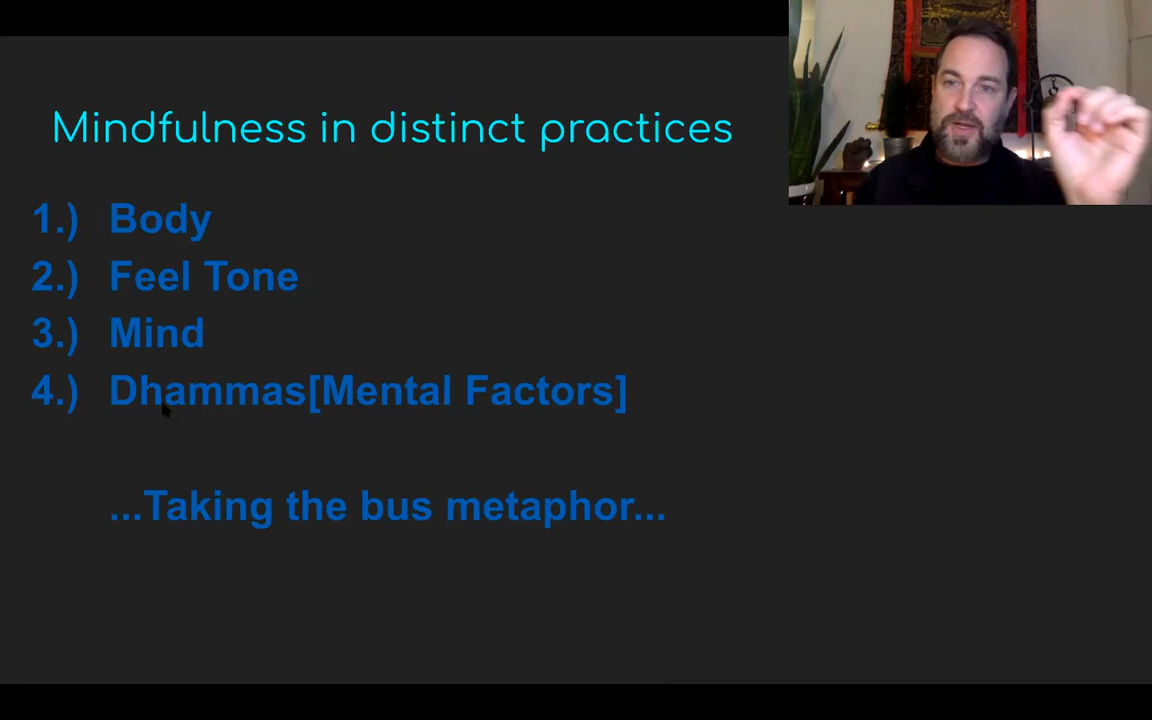 Mindfulness in distinct practices
1.) Body
2.) Feel Tone
3.) Mind
4.) Dhammas[Mental Factors]
...Taking the bus metaphor...